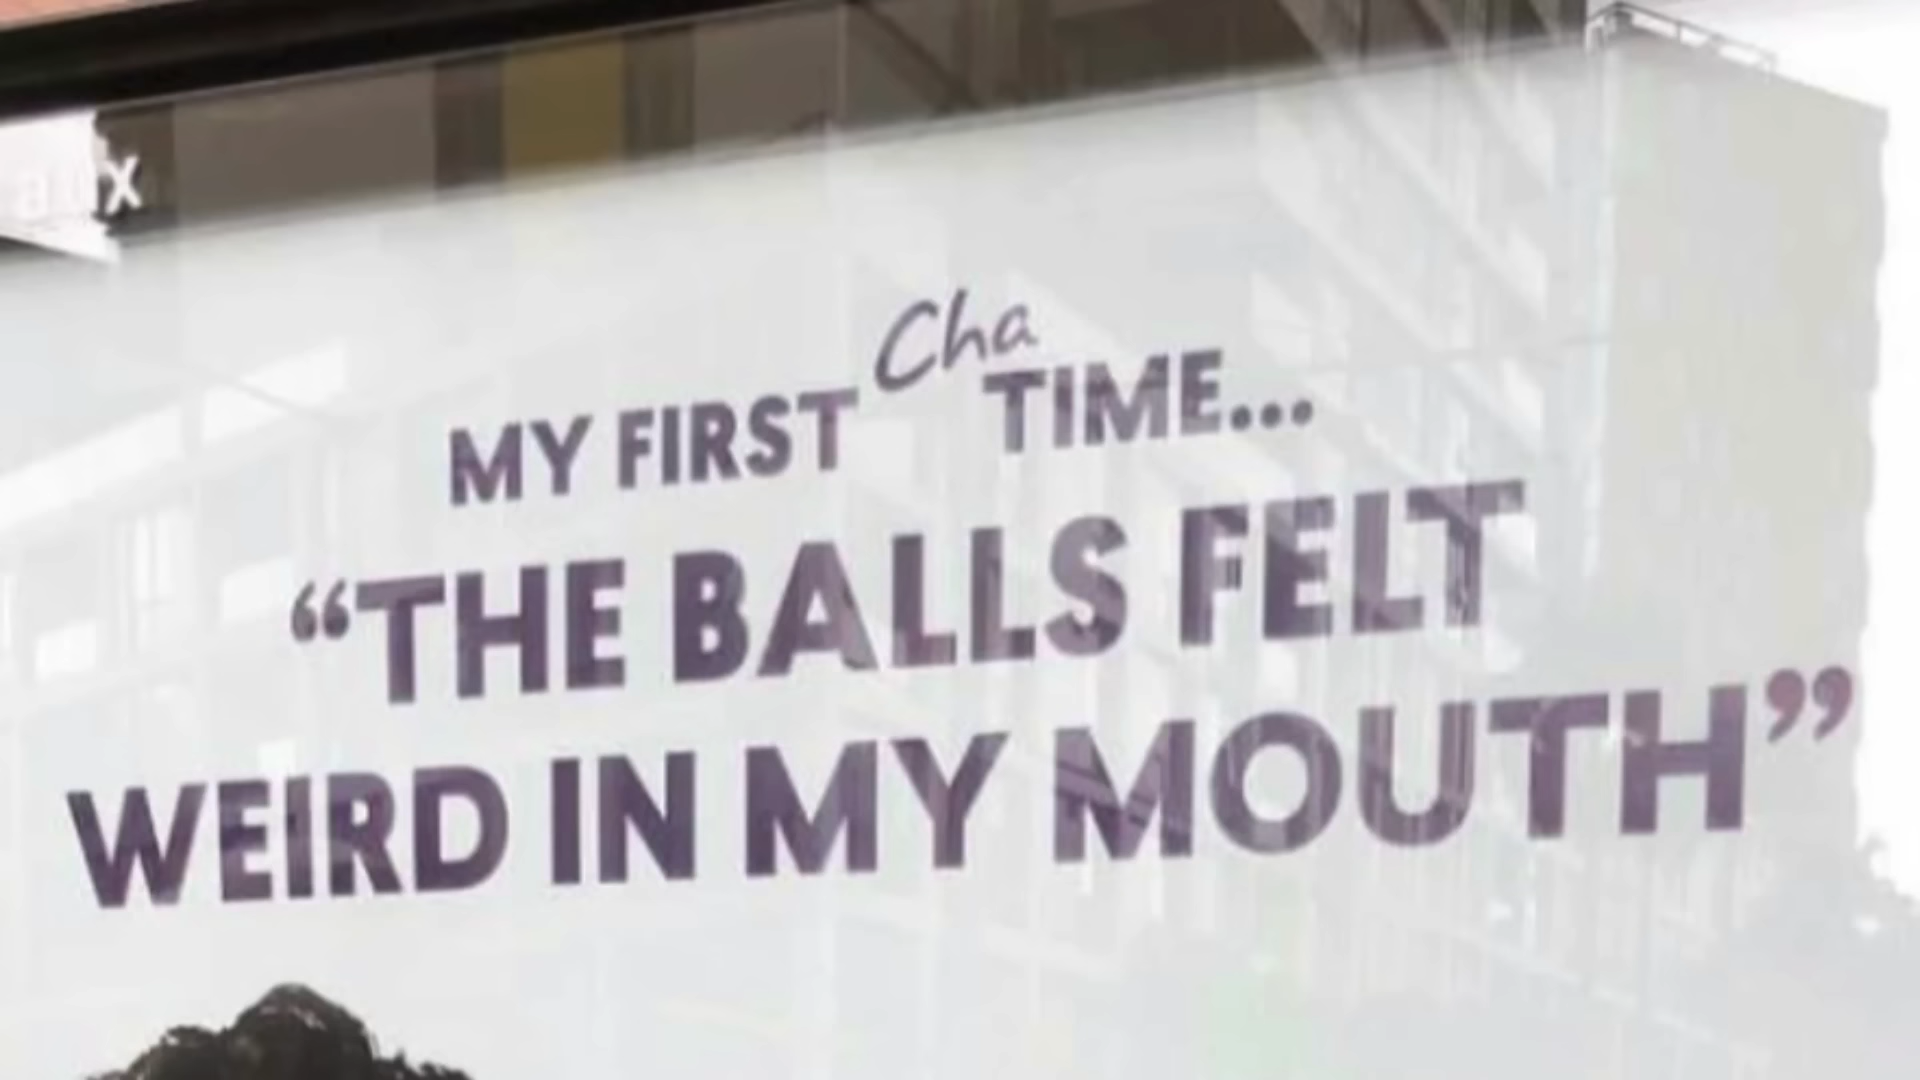 Cha
MY FIRST TIME...
“THE BALLS FELT
WEIRD IN MY MOUTH”